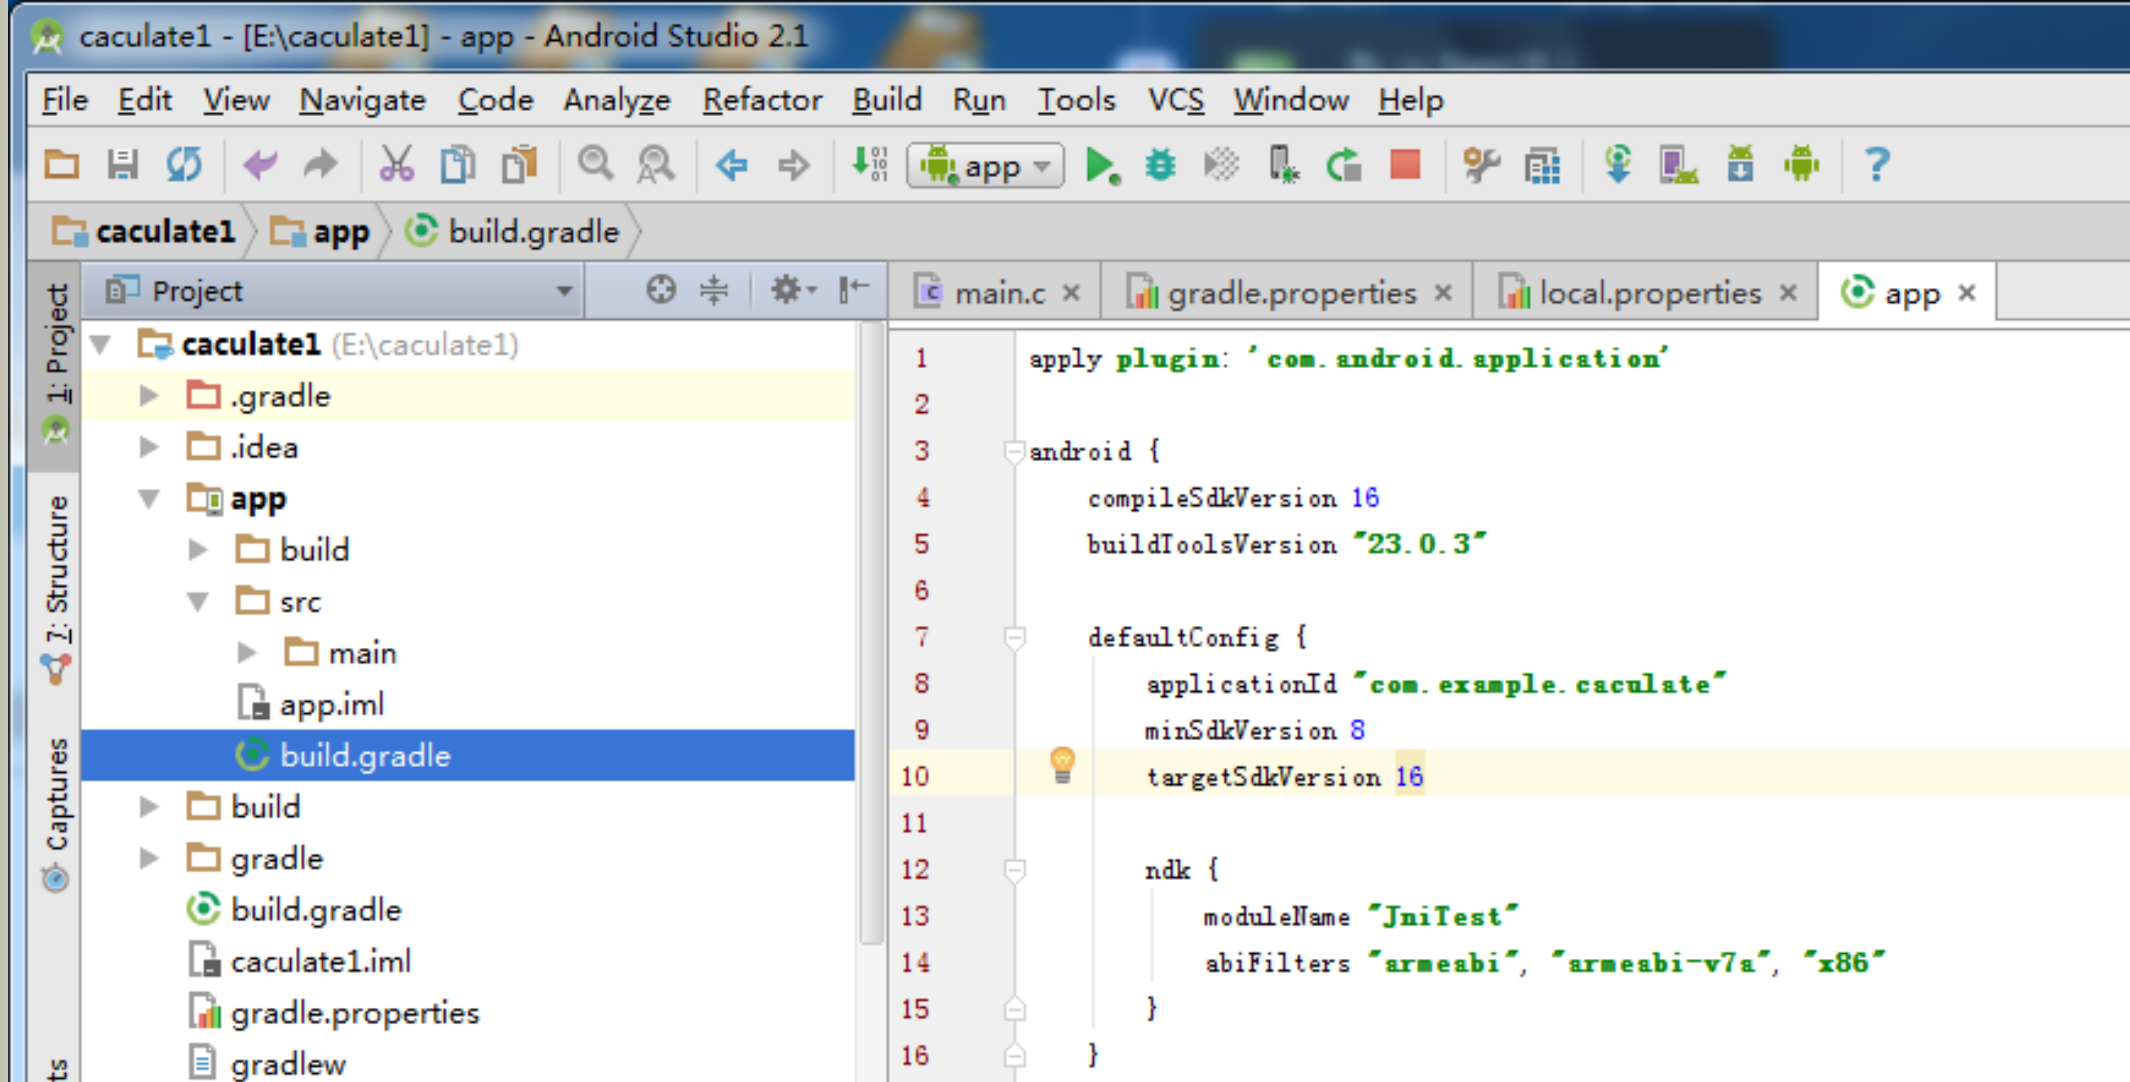 caculate1 - [E:\caculate1] - app - Android Studio 2.1
File Edit View Navigate Code Analyze Refactor Build Run Tools VCS Window Help
app
caculate1 app build.gradle
Project
main.c gradle.properties local.properties app
1: Project
7: Structure
Captures
ts
caculate1 (E:\caculate1)
.gradle
.idea
app
build
src
main
app.iml
build.gradle
build
gradle
build.gradle
caculate1.iml
gradle.properties
gradlew
1 apply plugin: 'com.android.application'
2
3 android {
4 compileSdkVersion 16
5 buildToolsVersion "23.0.3"
6
7 defaultConfig {
8 applicationId "com.example.caculate"
9 minSdkVersion 8
10 targetSdkVersion 16
11
12 ndk {
13 moduleName "JniTest"
14 abiFilters "armeabi", "armeabi-v7a", "x86"
15 }
16 }